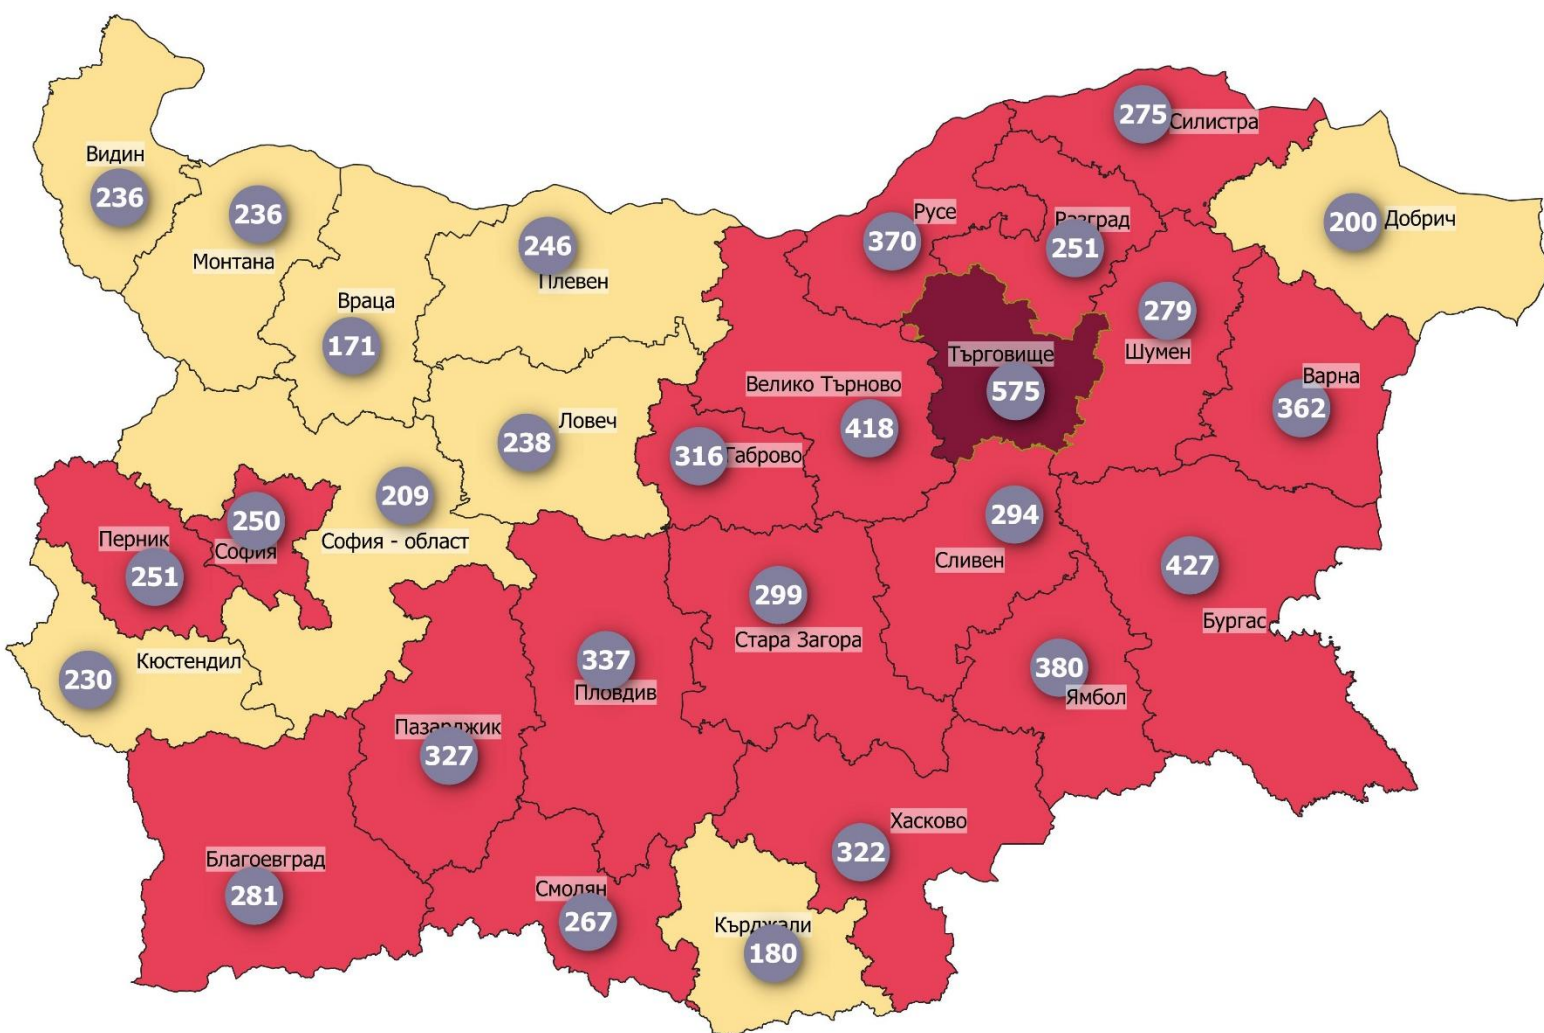 275
Силистра
Видин
236
236
Монтана
246
Плевен
Русе
370
Разград
251
200
Добрич
Враца
171
279
Шумен
Търговище
575
Варна
362
Велико Търново
418
Ловеч
238
316
Габрово
209
София - област
250
София
Перник
251
294
Сливен
427
Бургас
299
Стара Загора
Кюстендил
230
337
Пловдив
380
Ямбол
Пазарджик
327
Хасково
322
Благоевград
281
Смолян
267
Кърджали
180